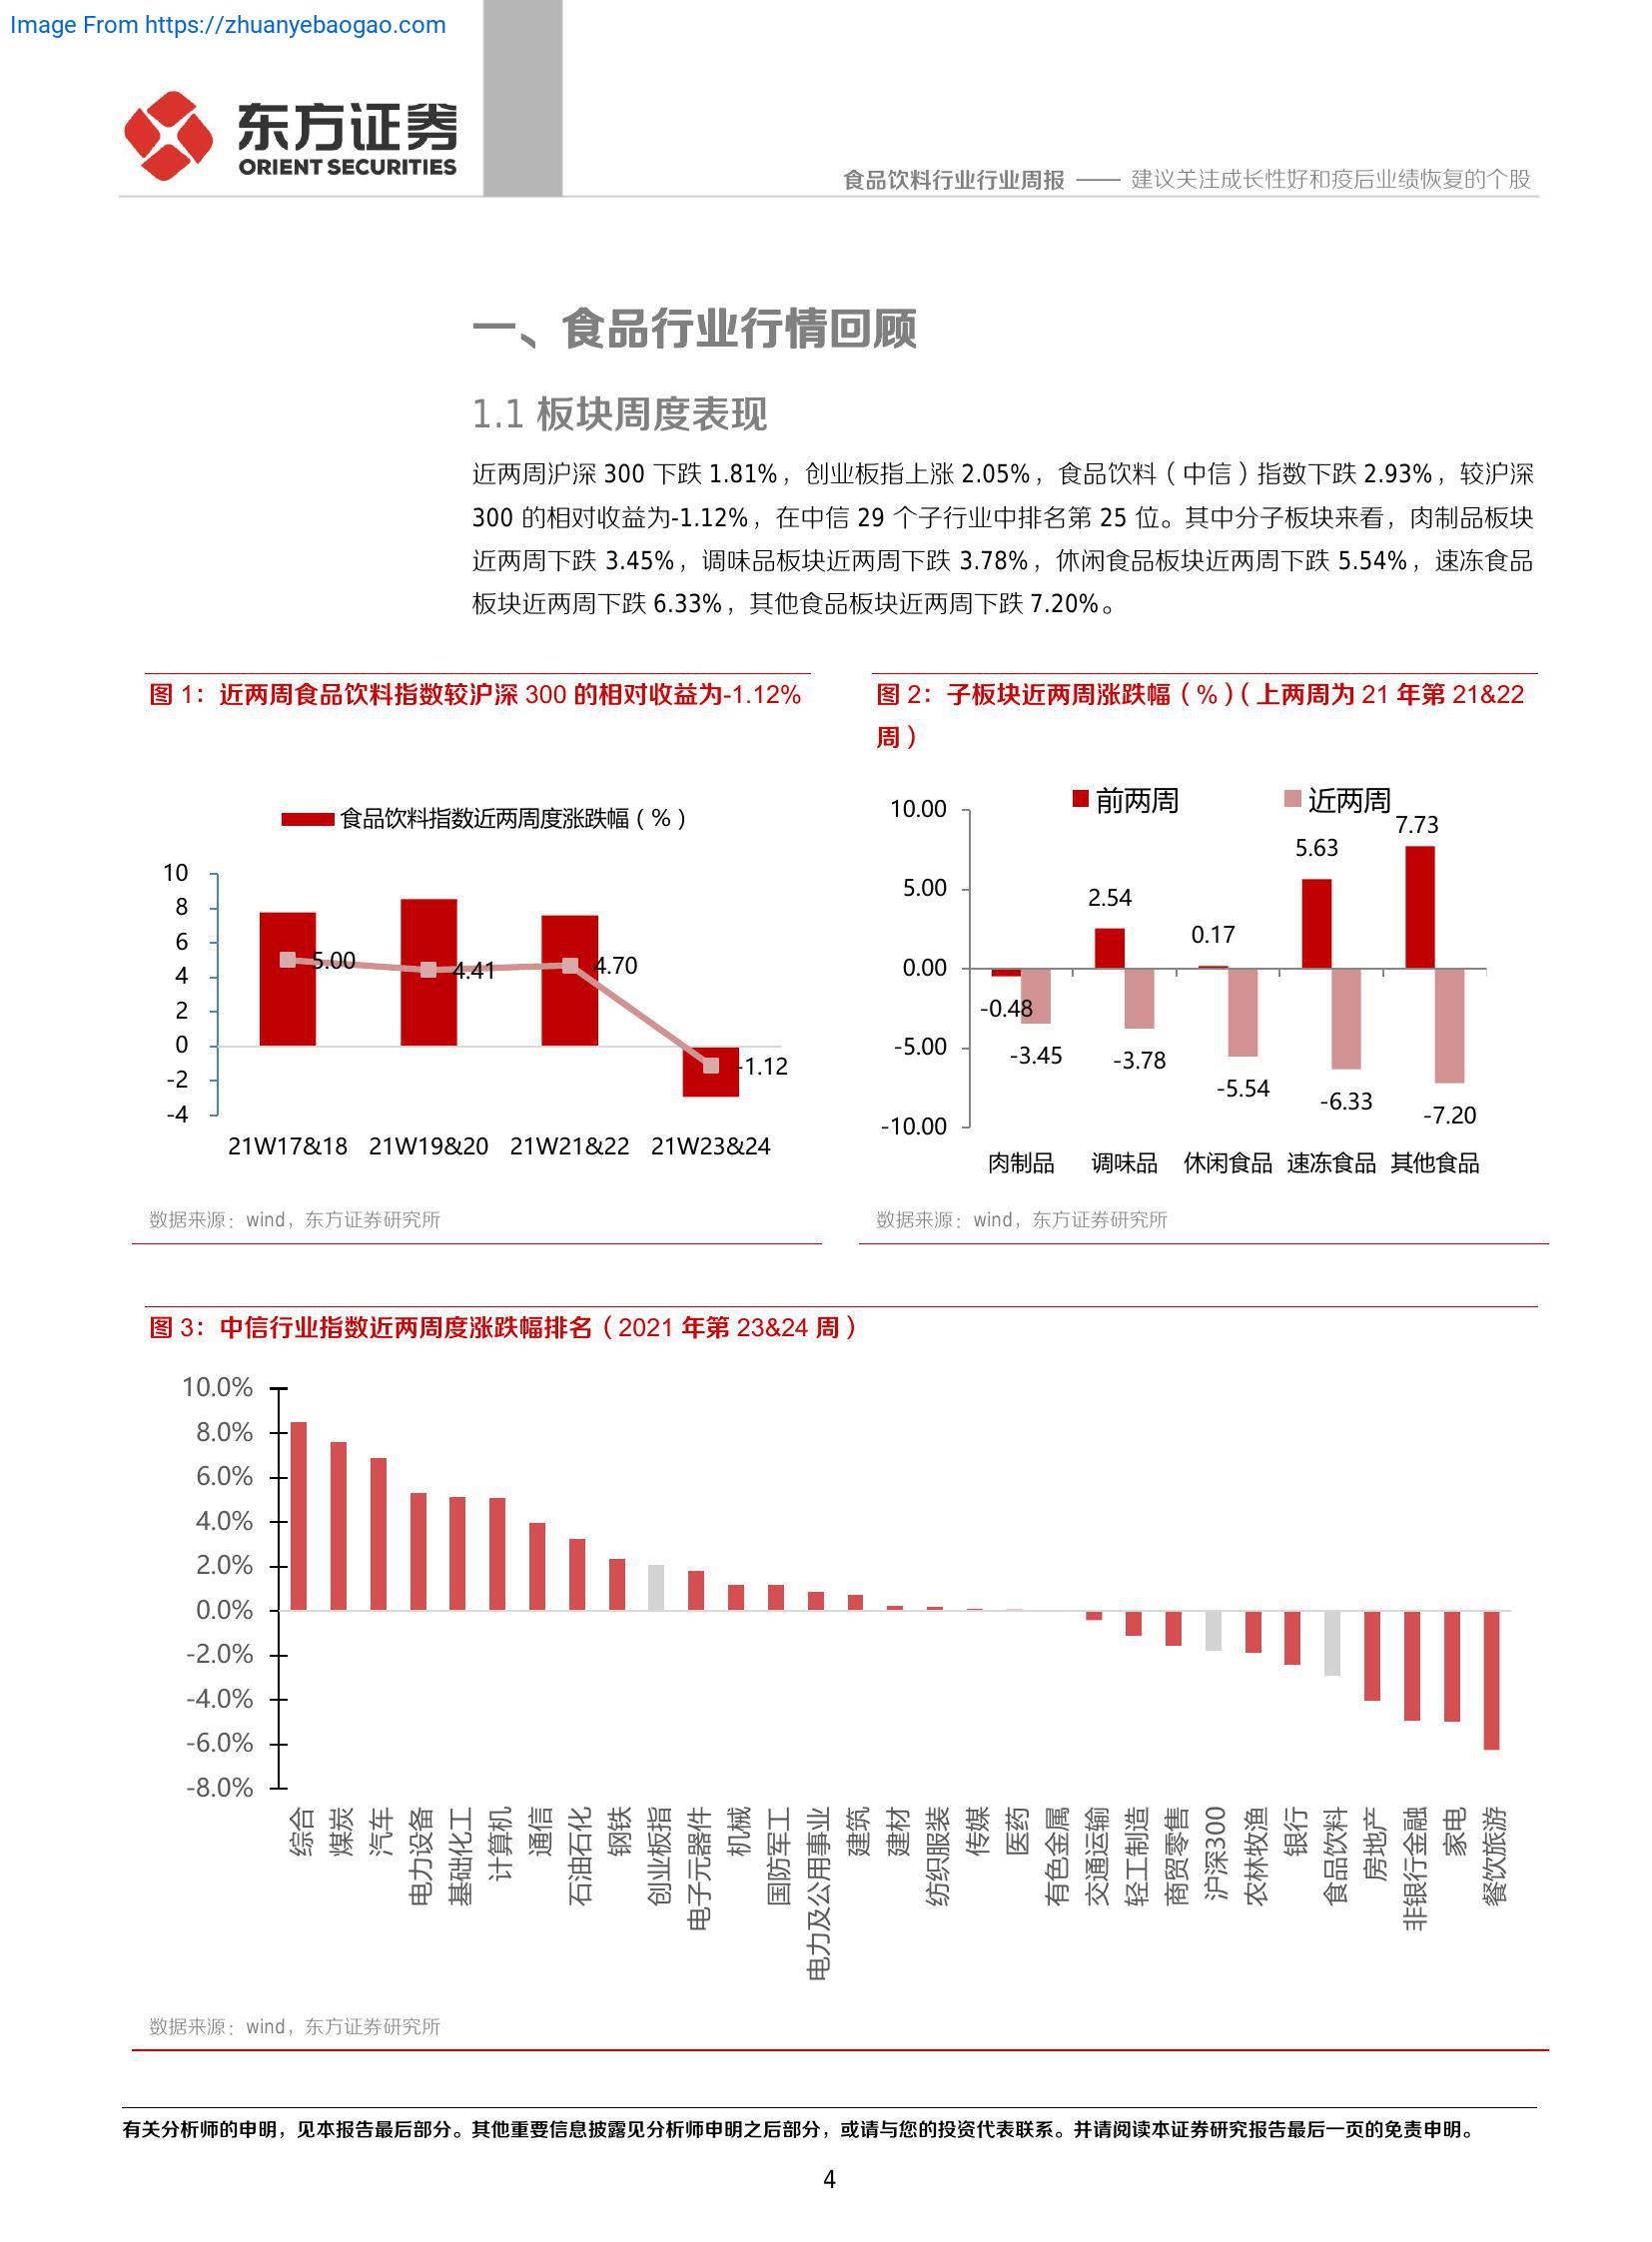 Image From https://zhuanyebaogao.com
东方证券
ORIENT SECURITIES
食品饮料行业行业周报 —— 建议关注成长性好和疫后业绩恢复的个股
一、食品行业行情回顾
1.1 板块周度表现
近两周沪深 300 下跌 1.81%，创业板指上涨 2.05%，食品饮料（中信）指数下跌 2.93%，较沪深
300 的相对收益为-1.12%，在中信 29 个子行业中排名第 25 位。其中分子板块来看，肉制品板块
近两周下跌 3.45%，调味品板块近两周下跌 3.78%，休闲食品板块近两周下跌 5.54%，速冻食品
板块近两周下跌 6.33%，其他食品板块近两周下跌 7.20%。
图 1：近两周食品饮料指数较沪深 300 的相对收益为-1.12%
食品饮料指数近两周度涨跌幅（%）
10
8
6
4
2
0
-2
-4
5.00
4.41
4.70
-1.12
21W17&18 21W19&20 21W21&22 21W23&24
数据来源：wind，东方证券研究所
图 2：子板块近两周涨跌幅（%）（上两周为 21 年第 21&22
周）
前两周 近两周
10.00
5.00
0.00
-5.00
-10.00
-0.48
2.54
0.17
5.63
7.73
-3.45
-3.78
-5.54
-6.33
-7.20
肉制品 调味品 休闲食品 速冻食品 其他食品
数据来源：wind，东方证券研究所
图 3：中信行业指数近两周度涨跌幅排名（2021 年第 23&24 周）
10.0%
8.0%
6.0%
4.0%
2.0%
0.0%
-2.0%
-4.0%
-6.0%
-8.0%
综合
煤炭
汽车
电力设备
基础化工
计算机
通信
石油石化
钢铁
创业板指
电子元器件
机械
国防军工
电力及公用事业
建筑
建材
纺织服装
传媒
医药
有色金属
交通运输
轻工制造
商贸零售
沪深300
农林牧渔
银行
食品饮料
房地产
非银行金融
家电
餐饮旅游
数据来源：wind，东方证券研究所
有关分析师的申明，见本报告最后部分。其他重要信息披露见分析师申明之后部分，或请与您的投资代表联系。并请阅读本证券研究报告最后一页的免责申明。
4